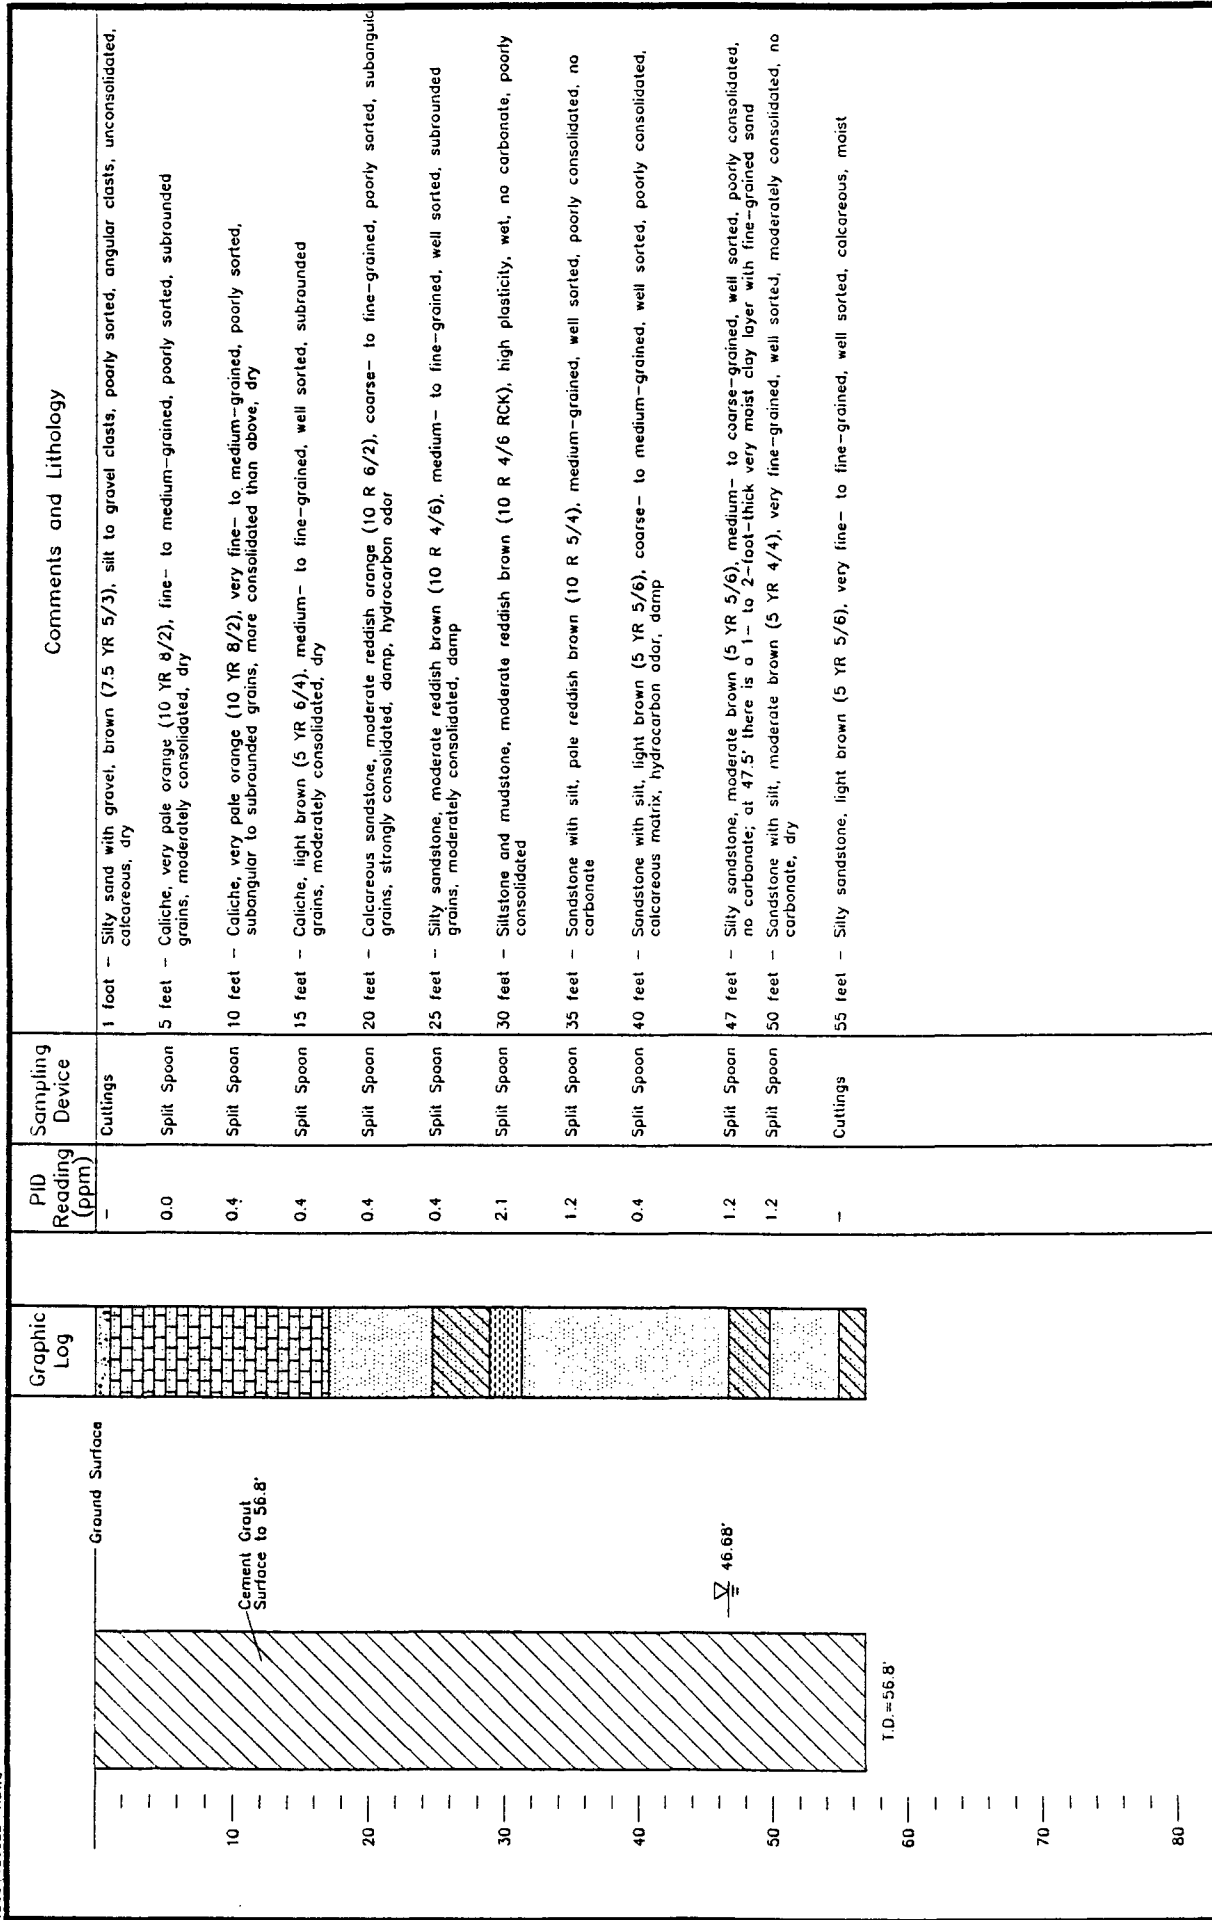 Graphic
Log
PID
Reading
(ppm)
Sampling
Device
Comments and Lithology
Ground Surface
Cement Grout
Surface to 56.8'
46.68'
T.D.=56.8'
10
20
30
40
50
60
70
80
– Cuttings 1 foot – Silty sand with gravel, brown (7.5 YR 5/3), silt to gravel clasts, poorly sorted, angular clasts, unconsolidated,
calcareous, dry
0.0 Split Spoon 5 feet – Caliche, very pale orange (10 YR 8/2), fine– to medium–grained, poorly sorted, subrounded
grains, moderately consolidated, dry
0.4 Split Spoon 10 feet – Caliche, very pale orange (10 YR 8/2), very fine– to medium–grained, poorly sorted,
subangular to subrounded grains, more consolidated than above, dry
0.4 Split Spoon 15 feet – Caliche, light brown (5 YR 6/4), medium– to fine–grained, well sorted, subrounded
grains, moderately consolidated, dry
0.4 Split Spoon 20 feet – Calcareous sandstone, moderate reddish orange (10 R 6/2), coarse– to fine–grained, poorly sorted, subangula
grains, strongly consolidated, damp, hydrocarbon odor
0.4 Split Spoon 25 feet – Silty sandstone, moderate reddish brown (10 R 4/6), medium– to fine–grained, well sorted, subrounded
grains, moderately consolidated, damp
2.1 Split Spoon 30 feet – Siltstone and mudstone, moderate reddish brown (10 R 4/6 RCK), high plasticity, wet, no carbonate, poorly
consolidated
1.2 Split Spoon 35 feet – Sandstone with silt, pale reddish brown (10 R 5/4), medium–grained, well sorted, poorly consolidated, no
carbonate
0.4 Split Spoon 40 feet – Sandstone with silt, light brown (5 YR 5/6), coarse– to medium–grained, well sorted, poorly consolidated,
calcareous matrix, hydrocarbon odor, damp
1.2 Split Spoon 47 feet – Silty sandstone, moderate brown (5 YR 5/6), medium– to coarse–grained, well sorted, poorly consolidated,
no carbonate; at 47.5' there is a 1– to 2–foot–thick very moist clay layer with fine–grained sand
1.2 Split Spoon 50 feet – Sandstone with silt, moderate brown (5 YR 4/4), very fine–grained, well sorted, moderately consolidated, no
carbonate, dry
– Cuttings 55 feet – Silty sandstone, light brown (5 YR 5/6), very fine– to fine–grained, well sorted, calcareous, moist